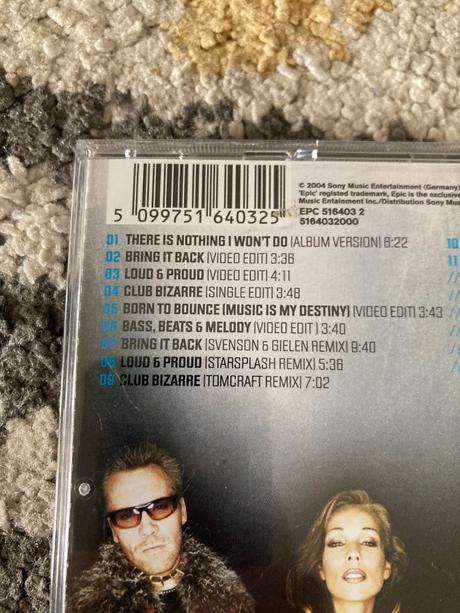 © 2004 Sony Music Entertainment (Germany)
'Epic' registed trademark, Epic is the exclusive
Music Entainment Inc./Distribution Sony Mus
EPC 516403 2
5164032000
5 099751 640325
01 THERE IS NOTHING I WON'T DO (ALBUM VERSION) 8:22
02 BRING IT BACK (VIDEO EDIT) 3:36
03 LOUD & PROUD (VIDEO EDIT) 4:11
04 CLUB BIZARRE (SINGLE EDIT) 3:48
05 BORN TO BOUNCE (MUSIC IS MY DESTINY) (VIDEO EDIT) 3:43
06 BASS, BEATS & MELODY (VIDEO EDIT ) 3:40
07 BRING IT BACK (SVENSON & GIELEN REMIX) 8:40
08 LOUD & PROUD (STARSPLASH REMIX) 5:36
09 CLUB BIZARRE (TOMCRAFT REMIX) 7:02
10
11
//
//
//
//